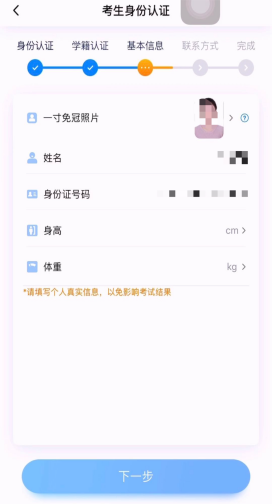 考生身份认证
身份认证 学籍认证 基本信息 联系方式 完成
一寸免冠照片
姓名
身份证号码
身高 cm
体重 kg
*请填写个人真实信息，以免影响考试结果
下一步